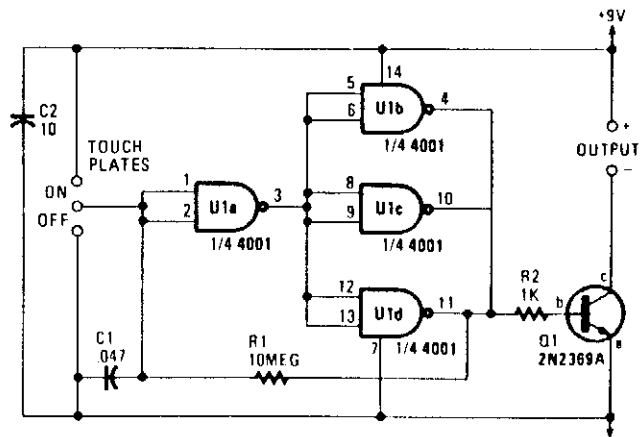 +9V
14
5
4
U1b
6
C2
10
1/4 4001
+
TOUCH
PLATES
OUTPUT
−
ON
1
8
10
U1a
3
U1c
2
9
OFF
1/4 4001
1/4 4001
R2
1K
c
12
11
U1d
b
13
C1
.047
R1
10MEG
7
1/4 4001
e
Q1
2N2369A